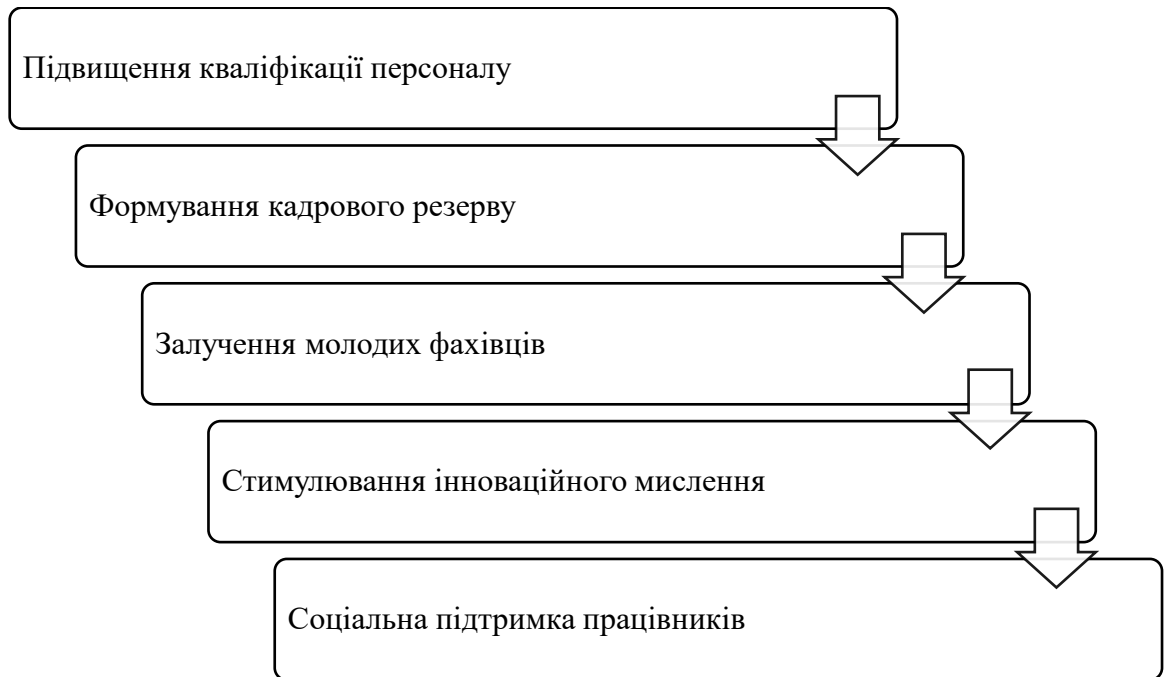 Підвищення кваліфікації персоналу
Формування кадрового резерву
Залучення молодих фахівців
Стимулювання інноваційного мислення
Соціальна підтримка працівників